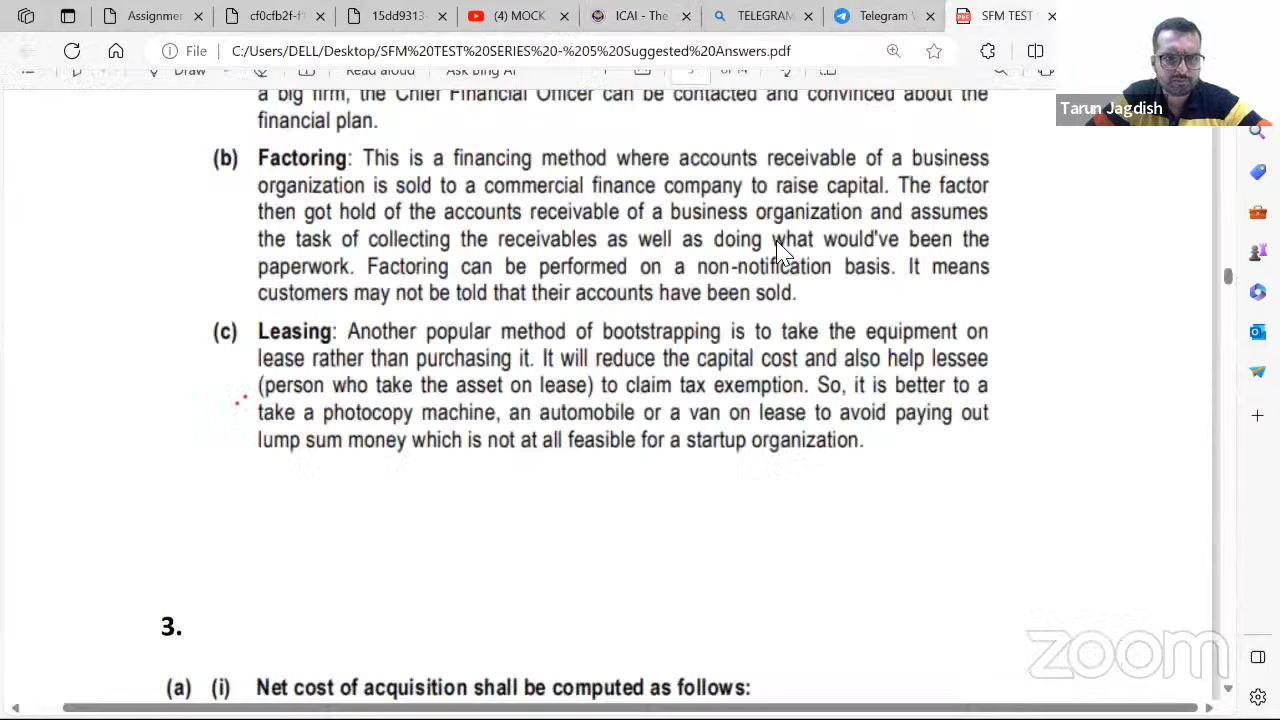 Assignmer
cf0cfb2f-f
15dd9313-
(4) MOCK
ICAI - The
TELEGRAM
Telegram V
SFM TEST
File
C:/Users/DELL/Desktop/SFM%20TEST%20SERIES%20-%205%20Suggested%20Answers.pdf
Draw
Read aloud
Ask Bing AI
Tarun Jagdish
a big firm, the Chief Financial Officer can be contacted and convinced about the
financial plan.
(b) Factoring: This is a financing method where accounts receivable of a business
organization is sold to a commercial finance company to raise capital. The factor
then got hold of the accounts receivable of a business organization and assumes
the task of collecting the receivables as well as doing what would've been the
paperwork. Factoring can be performed on a non-notification basis. It means
customers may not be told that their accounts have been sold.
(c) Leasing: Another popular method of bootstrapping is to take the equipment on
lease rather than purchasing it. It will reduce the capital cost and also help lessee
(person who take the asset on lease) to claim tax exemption. So, it is better to a
take a photocopy machine, an automobile or a van on lease to avoid paying out
lump sum money which is not at all feasible for a startup organization.
3.
zoom
(a) (i) Net cost of acquisition shall be computed as follows: